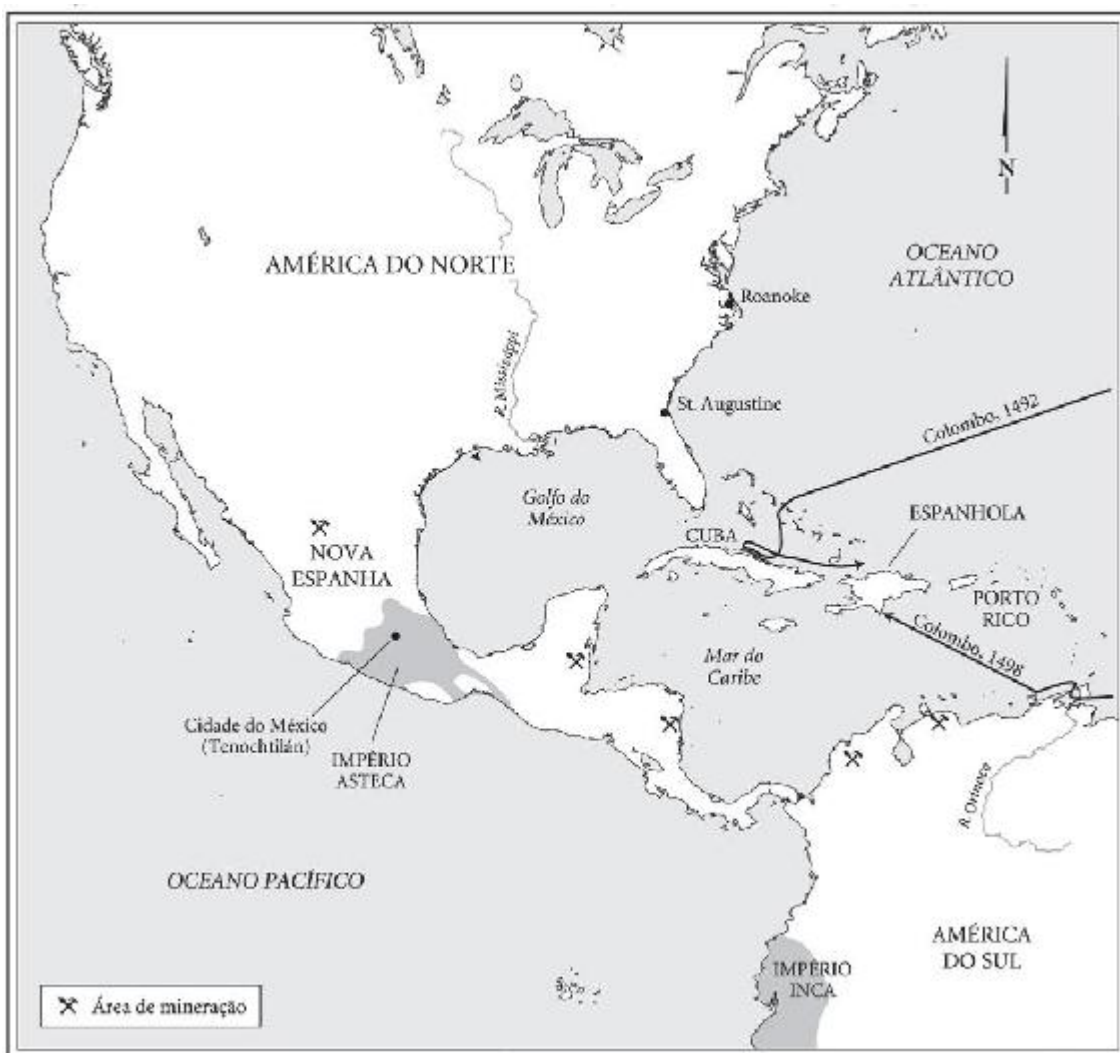 N
AMÉRICA DO NORTE
OCEANO
ATLÂNTICO
Roanoke
R. Mississippi
St. Augustine
Colombo, 1492
Golfo do
México
ESPANHOLA
CUBA
NOVA
ESPANHA
PORTO
RICO
Colombo, 1498
Mar do
Caribe
Cidade do México
(Tenochtilán)
IMPÉRIO
ASTECA
R. Orinoco
OCEANO PACÍFICO
AMÉRICA
DO SUL
IMPÉRIO
INCA
Área de mineração